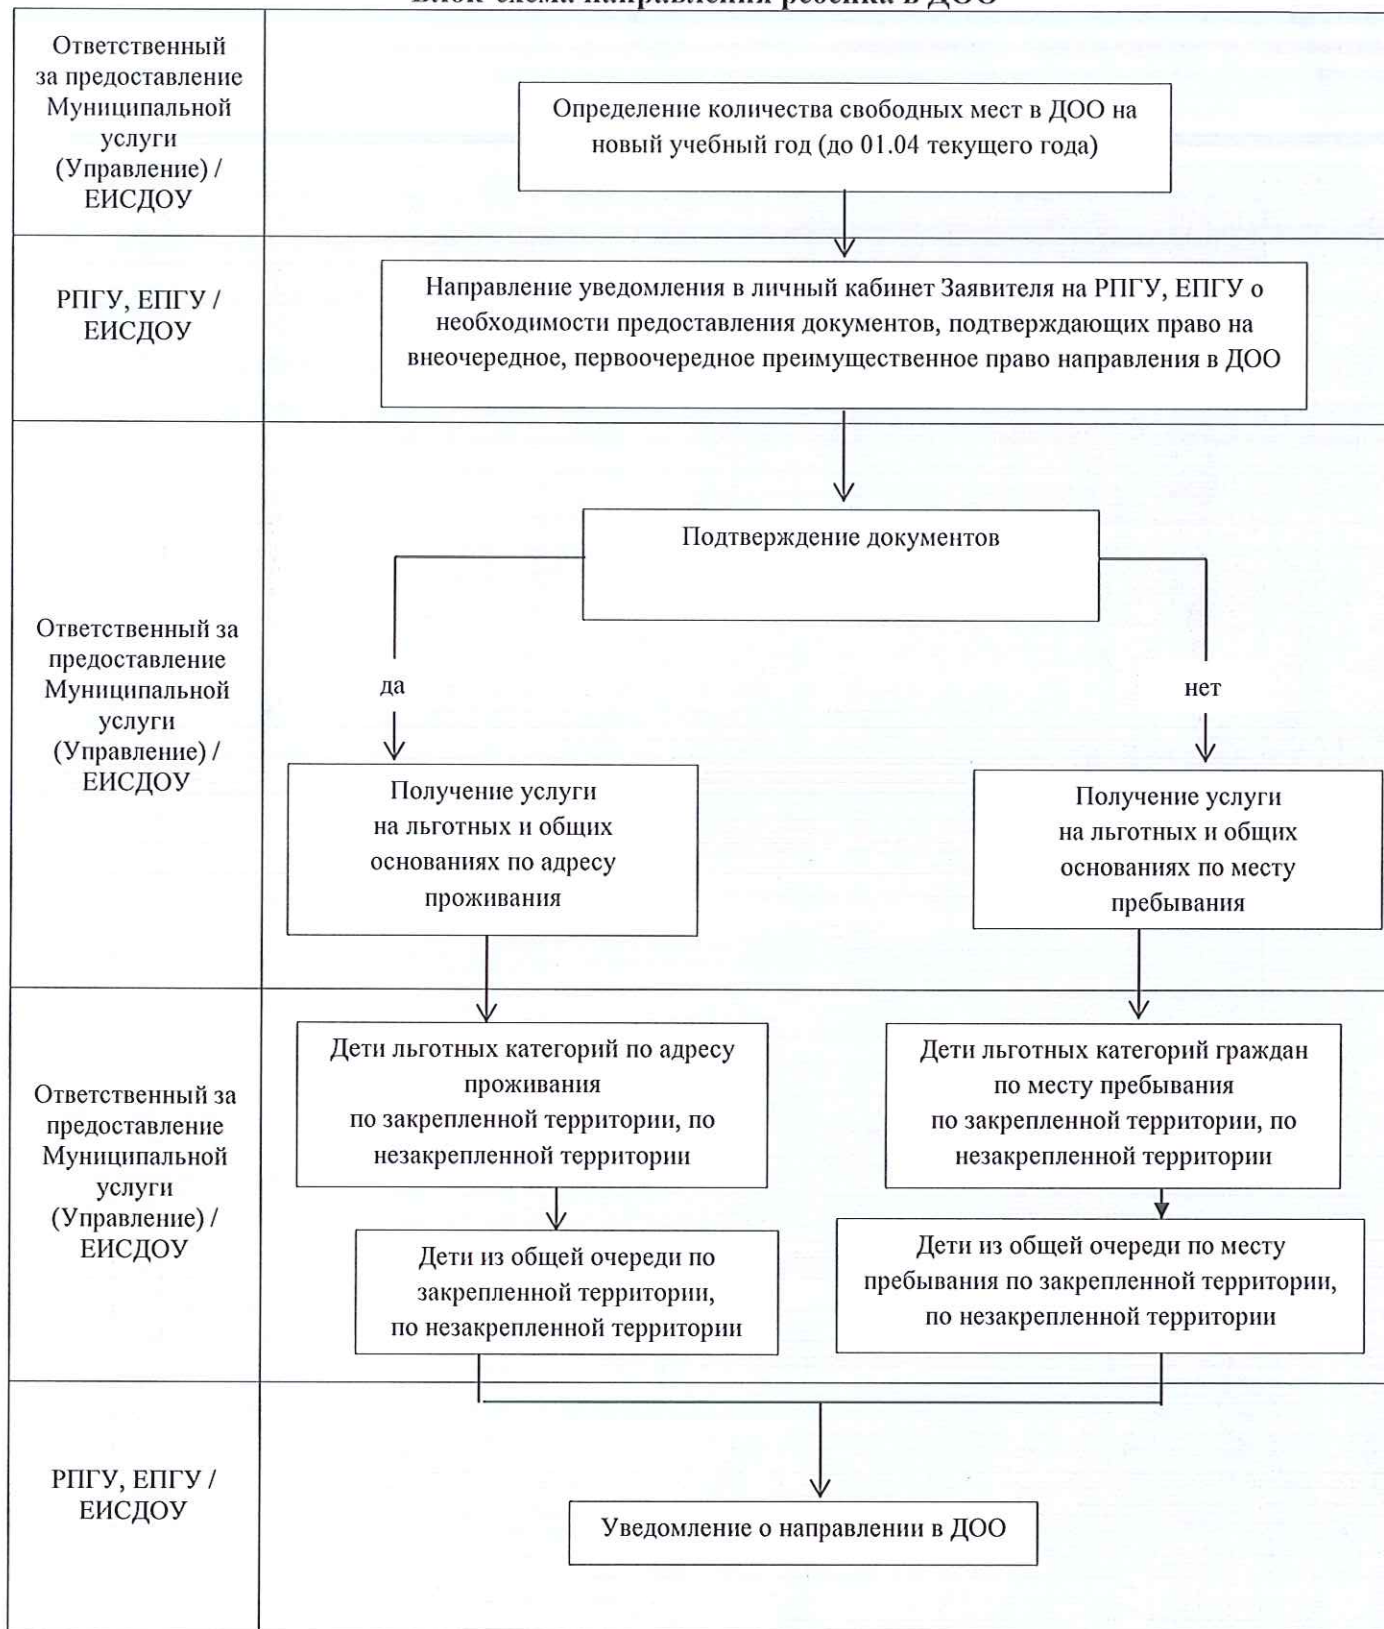 Блок-схема направления ребенка в ДОО
Ответственный
за предоставление
Муниципальной
услуги
(Управление) /
ЕИСДОУ
Определение количества свободных мест в ДОО на
новый учебный год (до 01.04 текущего года)
РПГУ, ЕПГУ /
ЕИСДОУ
Направление уведомления в личный кабинет Заявителя на РПГУ, ЕПГУ о
необходимости предоставления документов, подтверждающих право на
внеочередное, первоочередное преимущественное право направления в ДОО
Ответственный за
предоставление
Муниципальной
услуги
(Управление) /
ЕИСДОУ
Подтверждение документов
да
нет
Получение услуги
на льготных и общих
основаниях по адресу
проживания
Получение услуги
на льготных и общих
основаниях по месту
пребывания
Ответственный за
предоставление
Муниципальной
услуги
(Управление) /
ЕИСДОУ
Дети льготных категорий по адресу
проживания
по закрепленной территории, по
незакрепленной территории
Дети льготных категорий граждан
по месту пребывания
по закрепленной территории, по
незакрепленной территории
Дети из общей очереди по
закрепленной территории,
по незакрепленной территории
Дети из общей очереди по месту
пребывания по закрепленной территории,
по незакрепленной территории
РПГУ, ЕПГУ /
ЕИСДОУ
Уведомление о направлении в ДОО